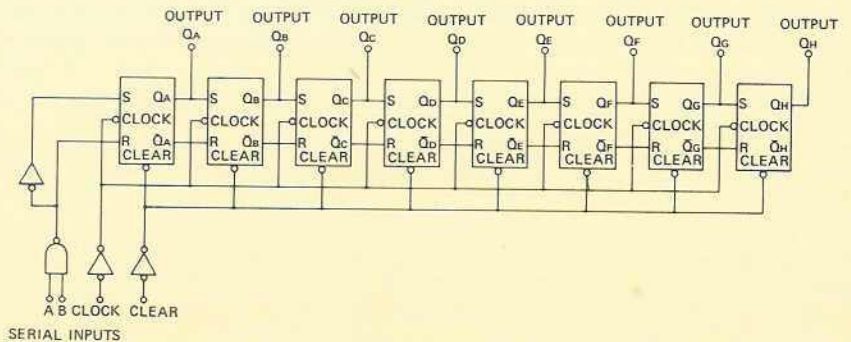 OUTPUT OUTPUT OUTPUT OUTPUT OUTPUT OUTPUT OUTPUT OUTPUT
QA QB QC QD QE QF QG QH
S QA S QB S QC S QD S QE S QF S QG S QH
CLOCK CLOCK CLOCK CLOCK CLOCK CLOCK CLOCK CLOCK
R Q̄A R Q̄B R Q̄C R Q̄D R Q̄E R Q̄F R Q̄G R Q̄H
CLEAR CLEAR CLEAR CLEAR CLEAR CLEAR CLEAR CLEAR
A B CLOCK CLEAR
SERIAL INPUTS